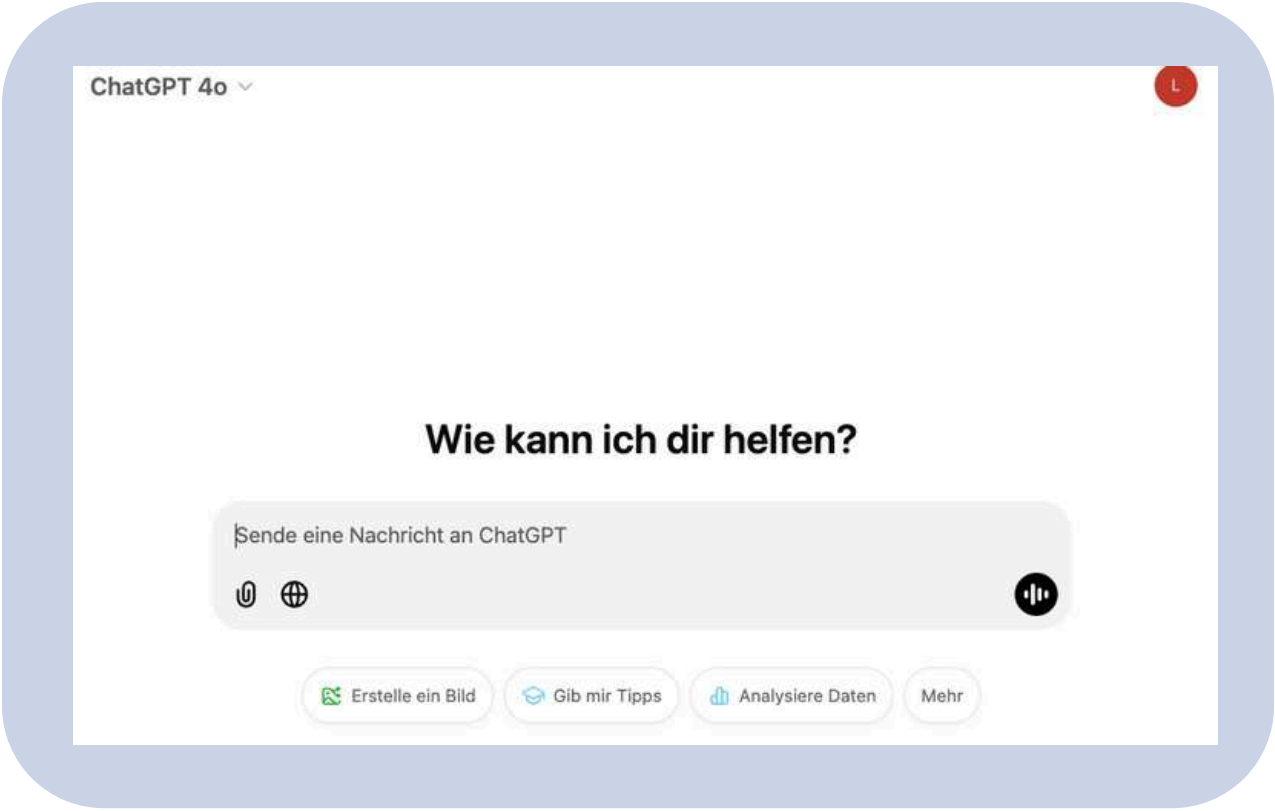 ChatGPT 4o
L
Wie kann ich dir helfen?
Sende eine Nachricht an ChatGPT
Erstelle ein Bild
Gib mir Tipps
Analysiere Daten
Mehr